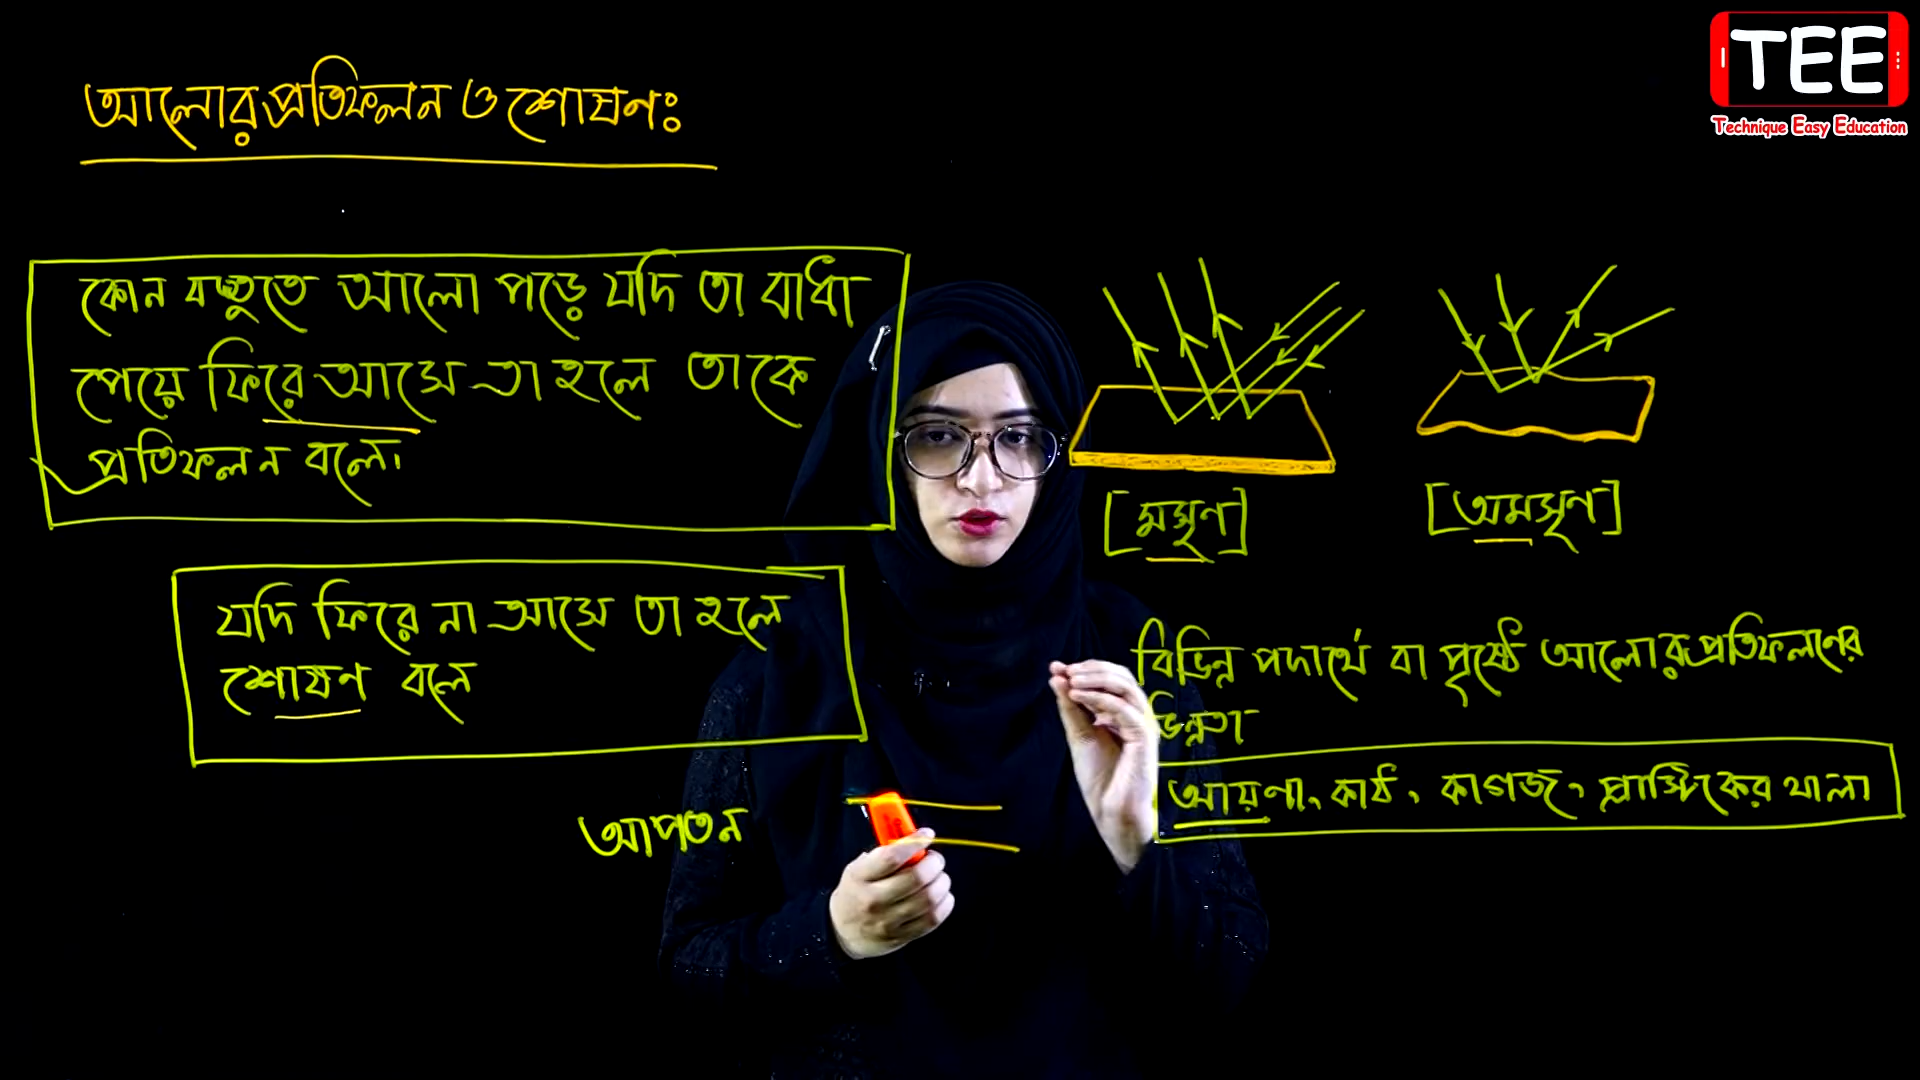 TEE
Technique Easy Education
আলোর প্রতিফলন ও শোষনঃ
কোন বস্তুতে আলো পড়ে যদি তা বাধা
পেয়ে ফিরে আসে তা হলে তাকে
প্রতিফলন বলে।
যদি ফিরে না আসে তা হলে
শোষণ বলে
আপতন
[মসৃণ]
[অমসৃণ]
বিভিন্ন পদার্থে বা পৃষ্ঠে আলোর প্রতিফলনের
ভিন্নতা
আয়ণা, কাঠ, কাগজ, প্লাস্টিকের থালা